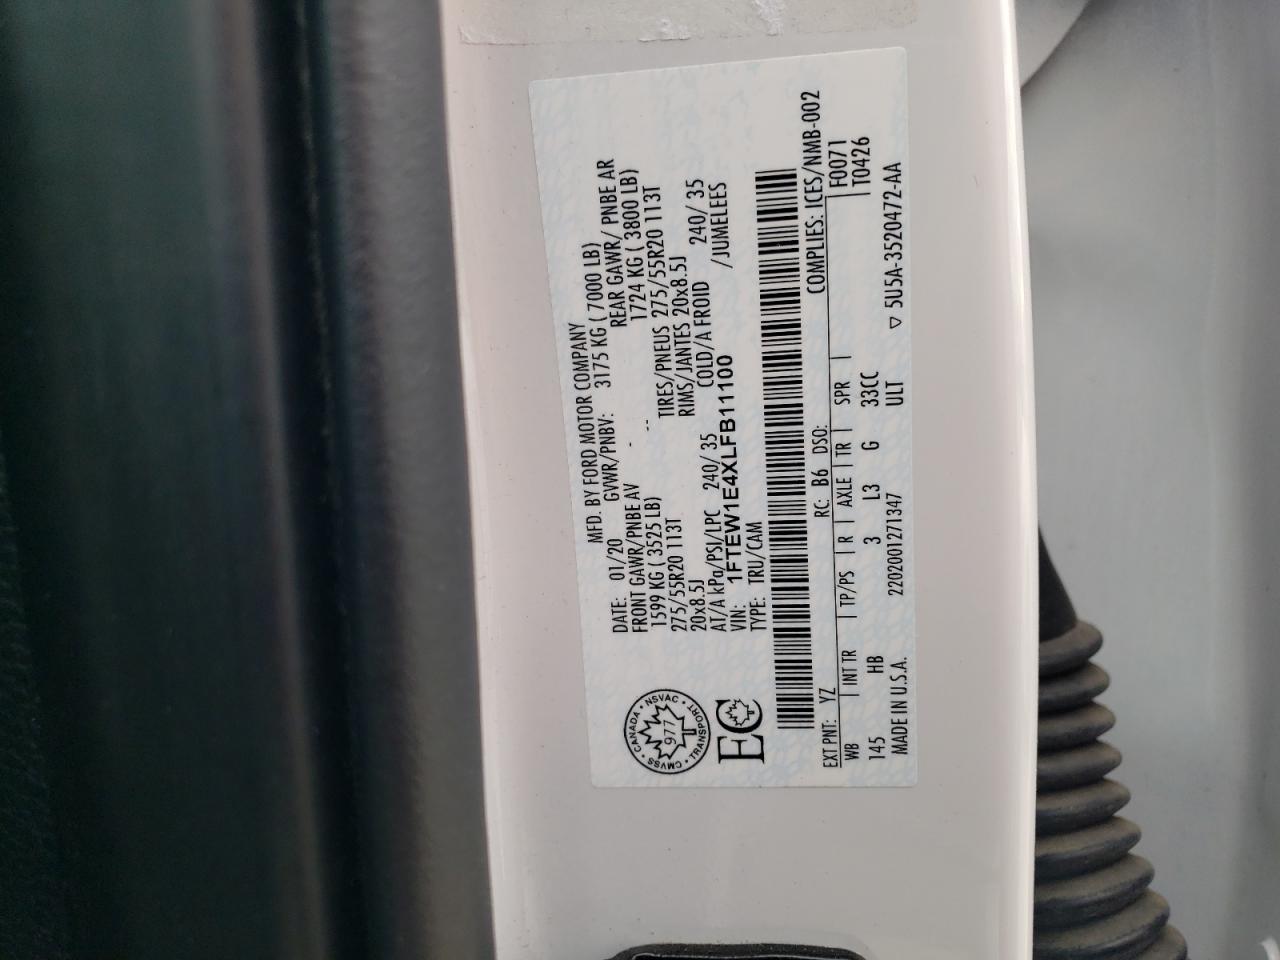 MFD. BY FORD MOTOR COMPANY
DATE: 01/20 GVWR/PNBV: 3175 KG ( 7000 LB)
FRONT GAWR/PNBE AV - REAR GAWR/ PNBE AR
1599 KG ( 3525 LB) -- 1724 KG ( 3800 LB)
275/55R20 113T TIRES/PNEUS 275/55R20 113T
20x8.5J RIMS/JANTES 20x8.5J
AT/A kPa/PSI/LPC 240/ 35 COLD/A FROID 240/ 35
VIN: 1FTEW1E4XLFB11100 /JUMELEES
TYPE: TRU/CAM
CANADA • NSVAC • TRANSPORT • CMVSS •
977
EC
COMPLIES: ICES/NMB-002
EXT PNT: YZ RC: B6 DSO: F0071
WB | INT TR | TP/PS | R | AXLE | TR | SPR | T0426
145 HB 3 L3 G 33CC
MADE IN U.S.A. 2202001271347 ULT ▽ 5U5A-3520472-AA